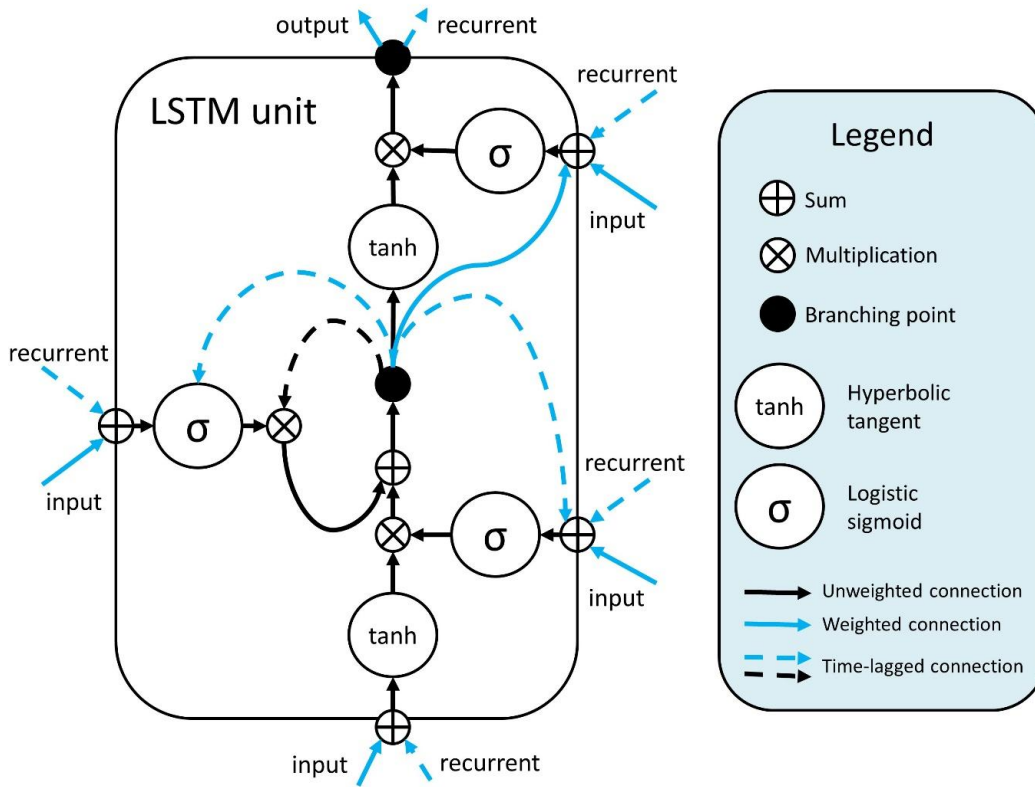 output
recurrent
recurrent
LSTM unit
σ
input
tanh
recurrent
σ
input
recurrent
σ
input
tanh
input
recurrent
Legend
Sum
Multiplication
Branching point
tanh
Hyperbolic
tangent
σ
Logistic
sigmoid
Unweighted connection
Weighted connection
Time-lagged connection